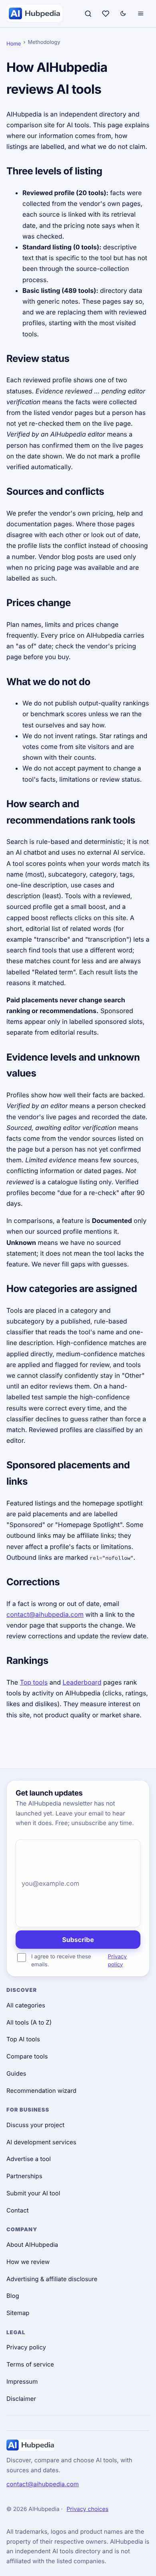 AI Hubpedia
Home › Methodology
How AIHubpedia
reviews AI tools
AIHubpedia is an independent directory and
comparison site for AI tools. This page explains
where our information comes from, how
listings are labelled, and what we do not claim.
Three levels of listing
• Reviewed profile (20 tools): facts were
collected from the vendor's own pages,
each source is linked with its retrieval
date, and the pricing note says when it
was checked.
• Standard listing (0 tools): descriptive
text that is specific to the tool but has not
been through the source-collection
process.
• Basic listing (489 tools): directory data
with generic notes. These pages say so,
and we are replacing them with reviewed
profiles, starting with the most visited
tools.
Review status
Each reviewed profile shows one of two
statuses. Evidence reviewed … pending editor
verification means the facts were collected
from the listed vendor pages but a person has
not yet re-confirmed them on the live page.
Verified by an AIHubpedia editor means a
person has confirmed them on the live pages
on the date shown. We do not mark a profile
verified automatically.
Sources and conflicts
We prefer the vendor's own pricing, help and
documentation pages. Where those pages
disagree with each other or look out of date,
the profile lists the conflict instead of choosing
a number. Vendor blog posts are used only
when no pricing page is available and are
labelled as such.
Prices change
Plan names, limits and prices change
frequently. Every price on AIHubpedia carries
an "as of" date; check the vendor's pricing
page before you buy.
What we do not do
• We do not publish output-quality rankings
or benchmark scores unless we ran the
test ourselves and say how.
• We do not invent ratings. Star ratings and
votes come from site visitors and are
shown with their counts.
• We do not accept payment to change a
tool's facts, limitations or review status.
How search and
recommendations rank tools
Search is rule-based and deterministic; it is not
an AI chatbot and uses no external AI service.
A tool scores points when your words match its
name (most), subcategory, category, tags,
one-line description, use cases and
description (least). Tools with a reviewed,
sourced profile get a small boost, and a
capped boost reflects clicks on this site. A
short, editorial list of related words (for
example "transcribe" and "transcription") lets a
search find tools that use a different word;
these matches count for less and are always
labelled "Related term". Each result lists the
reasons it matched.
Paid placements never change search
ranking or recommendations. Sponsored
items appear only in labelled sponsored slots,
separate from editorial results.
Evidence levels and unknown
values
Profiles show how well their facts are backed.
Verified by an editor means a person checked
the vendor's live pages and recorded the date.
Sourced, awaiting editor verification means
facts come from the vendor sources listed on
the page but a person has not yet confirmed
them. Limited evidence means few sources,
conflicting information or dated pages. Not
reviewed is a catalogue listing only. Verified
profiles become "due for a re-check" after 90
days.
In comparisons, a feature is Documented only
when our sourced profile mentions it.
Unknown means we have no sourced
statement; it does not mean the tool lacks the
feature. We never fill gaps with guesses.
How categories are assigned
Tools are placed in a category and
subcategory by a published, rule-based
classifier that reads the tool's name and one-
line description. High-confidence matches are
applied directly, medium-confidence matches
are applied and flagged for review, and tools
we cannot classify confidently stay in "Other"
until an editor reviews them. On a hand-
labelled test sample the high-confidence
results were correct every time, and the
classifier declines to guess rather than force a
match. Reviewed profiles are classified by an
editor.
Sponsored placements and
links
Featured listings and the homepage spotlight
are paid placements and are labelled
"Sponsored" or "Homepage Spotlight". Some
outbound links may be affiliate links; they
never affect a profile's facts or limitations.
Outbound links are marked rel="nofollow".
Corrections
If a fact is wrong or out of date, email
contact@aihubpedia.com with a link to the
vendor page that supports the change. We
review corrections and update the review date.
Rankings
The Top tools and Leaderboard pages rank
tools by activity on AIHubpedia (clicks, ratings,
likes and dislikes). They measure interest on
this site, not product quality or market share.
Get launch updates
The AIHubpedia newsletter has not
launched yet. Leave your email to hear
when it does. Free; unsubscribe any time.
you@example.com
Subscribe
I agree to receive these
emails.
Privacy
policy
DISCOVER
All categories
All tools (A to Z)
Top AI tools
Compare tools
Guides
Recommendation wizard
FOR BUSINESS
Discuss your project
AI development services
Advertise a tool
Partnerships
Submit your AI tool
Contact
COMPANY
About AIHubpedia
How we review
Advertising & affiliate disclosure
Blog
Sitemap
LEGAL
Privacy policy
Terms of service
Impressum
Disclaimer
AI Hubpedia
Discover, compare and choose AI tools, with
sources and dates.
contact@aihubpedia.com
© 2026 AIHubpedia · Privacy choices
AI trademarks, logos and product names are the
property of their respective owners. AIHubpedia is
an independent AI tools directory and is not
affiliated with the listed companies.